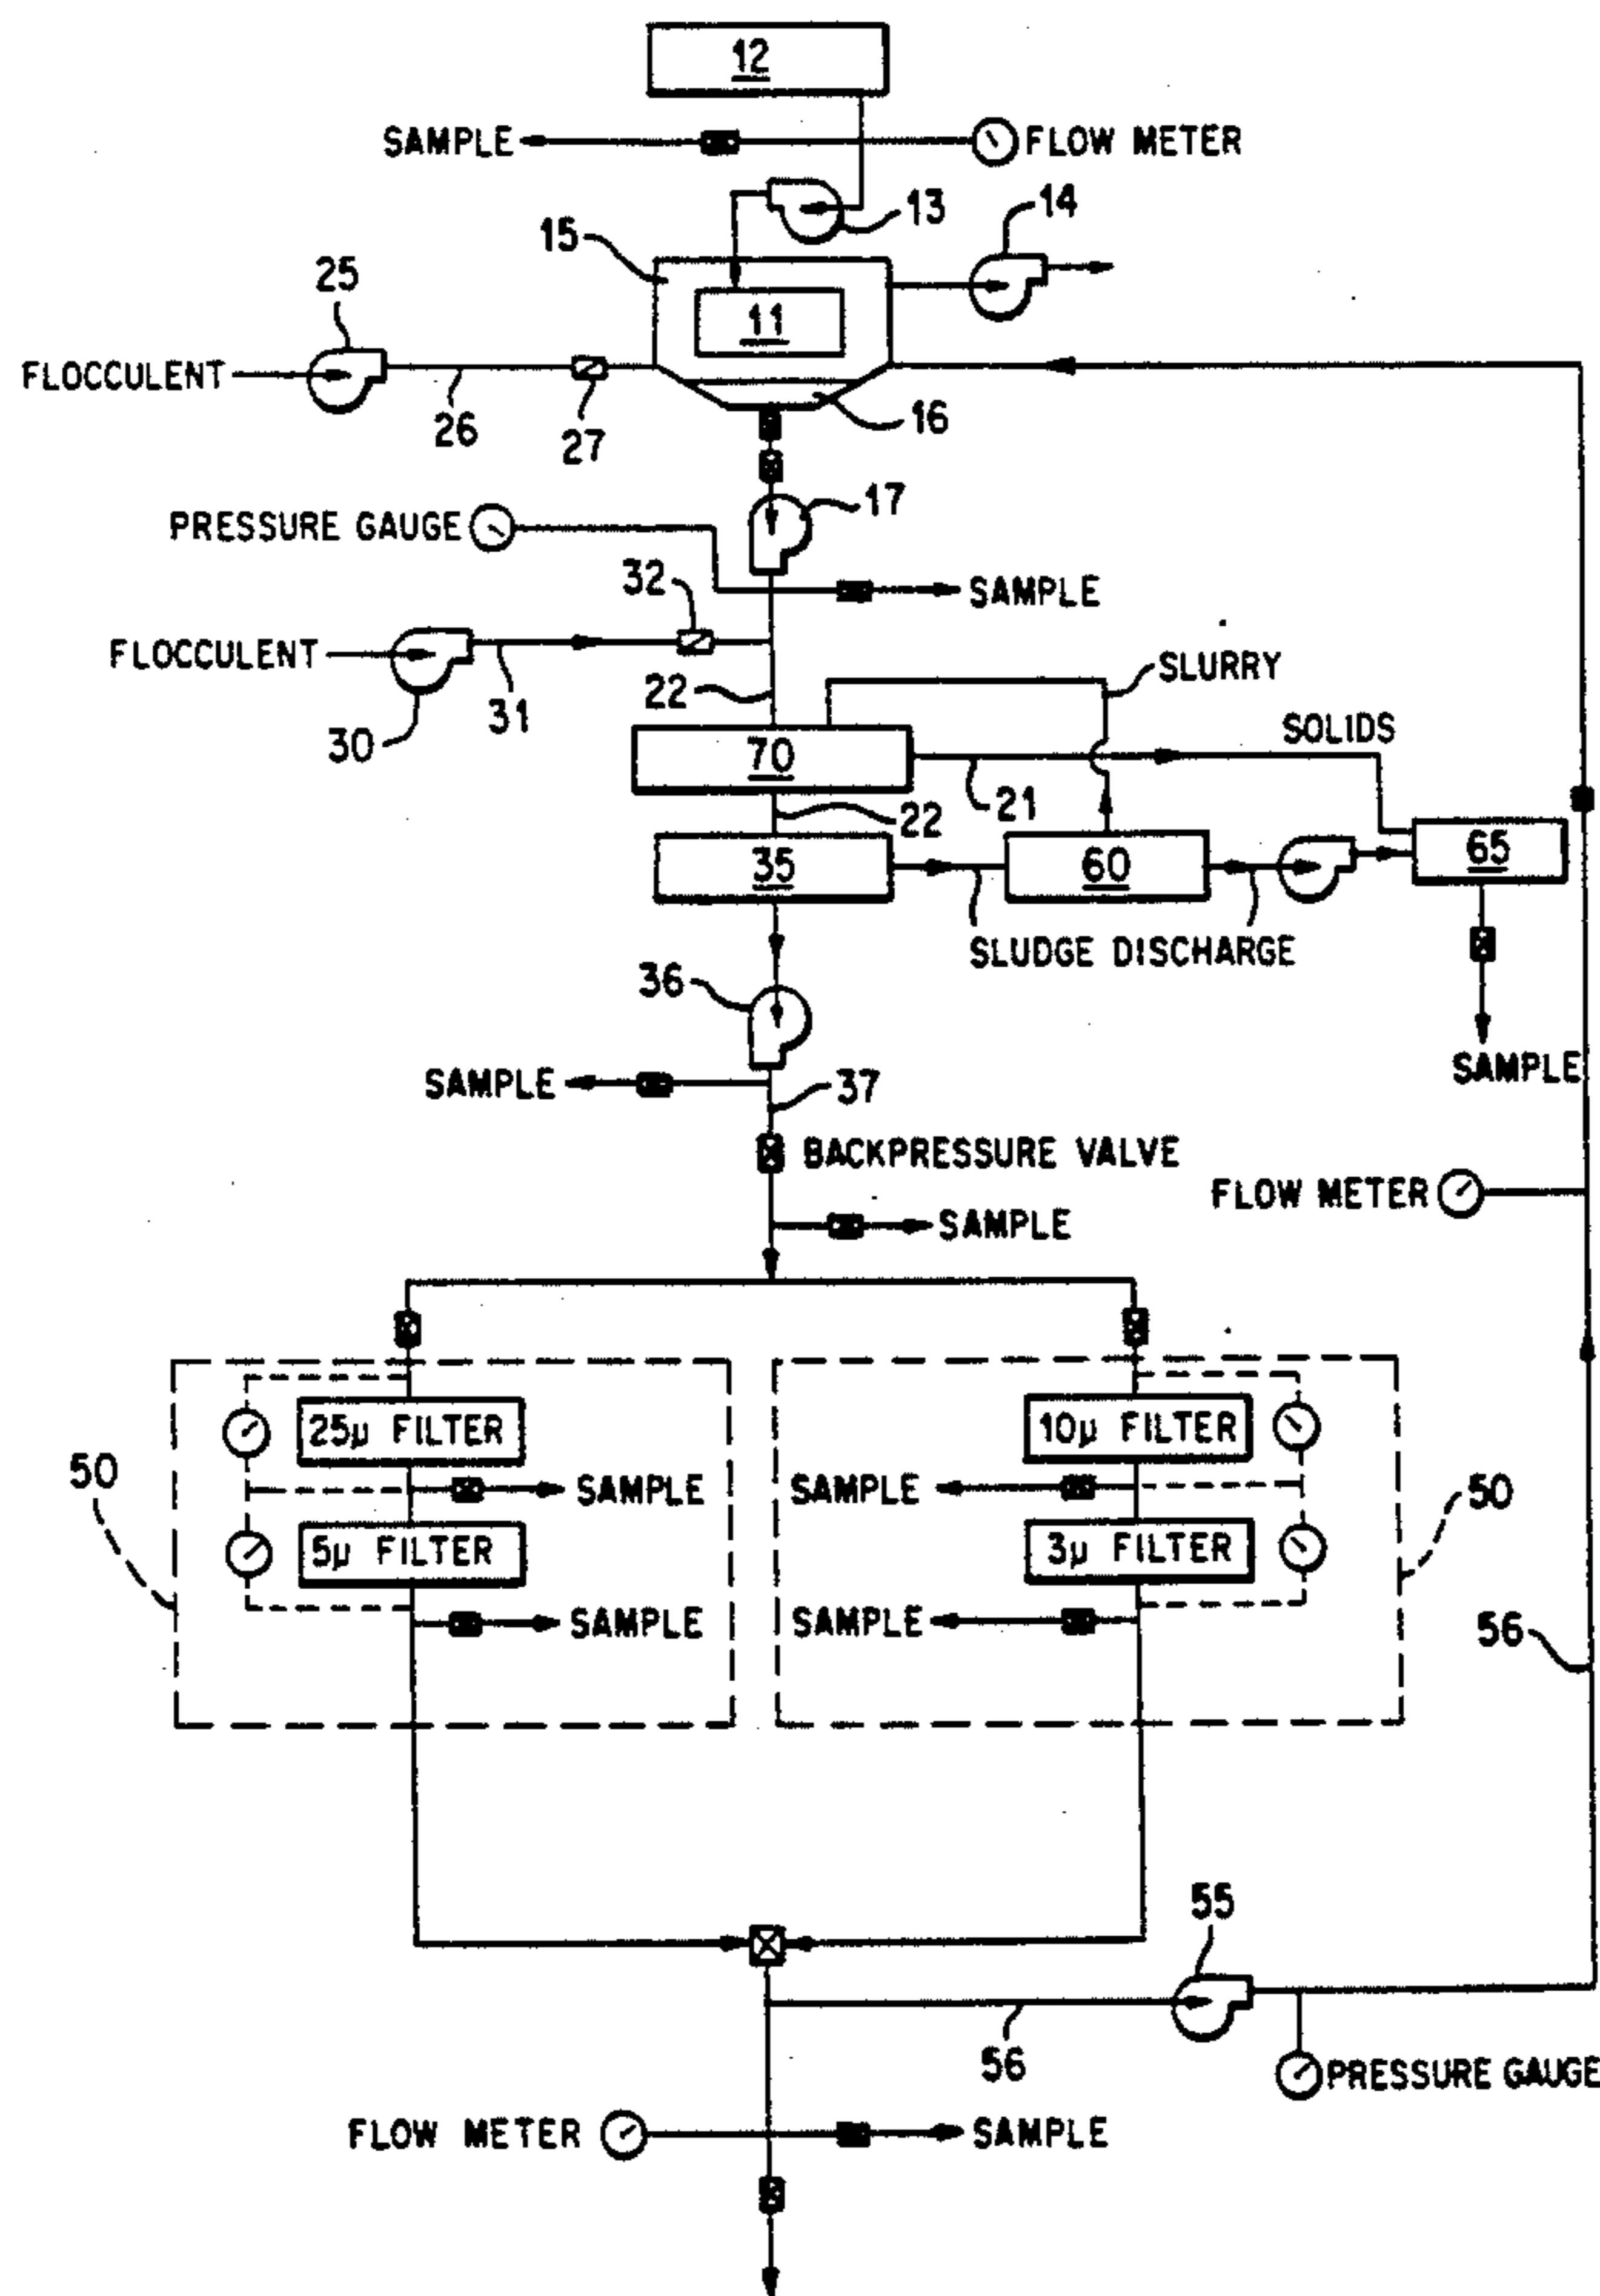 12
SAMPLE
FLOW METER
13
14
15
11
25
FLOCCULENT
26
27
16
17
PRESSURE GAUGE
32
SAMPLE
FLOCCULENT
22
SLURRY
30
31
SOLIDS
70
21
22
35
60
65
SLUDGE DISCHARGE
36
SAMPLE
SAMPLE
37
BACKPRESSURE VALVE
FLOW METER
SAMPLE
25µ FILTER
10µ FILTER
50
SAMPLE
SAMPLE
50
5µ FILTER
3µ FILTER
SAMPLE
SAMPLE
56
55
56
PRESSURE GAUGE
FLOW METER
SAMPLE